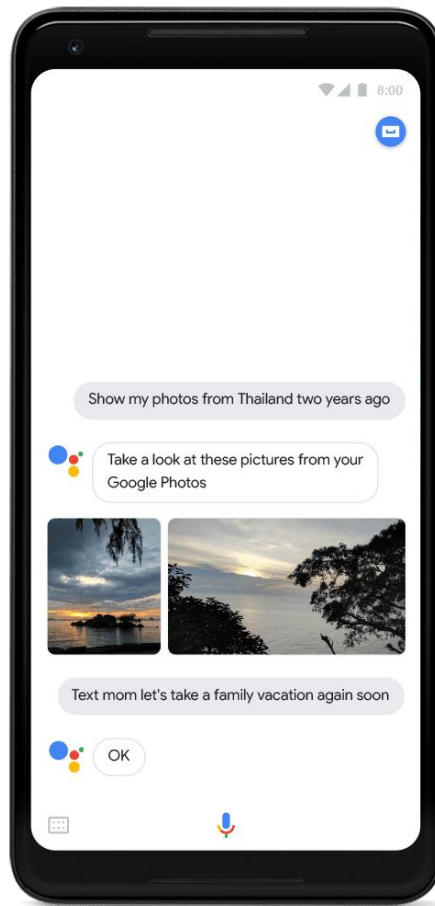 8:00
Show my photos from Thailand two years ago
Take a look at these pictures from your
Google Photos
Text mom let's take a family vacation again soon
OK